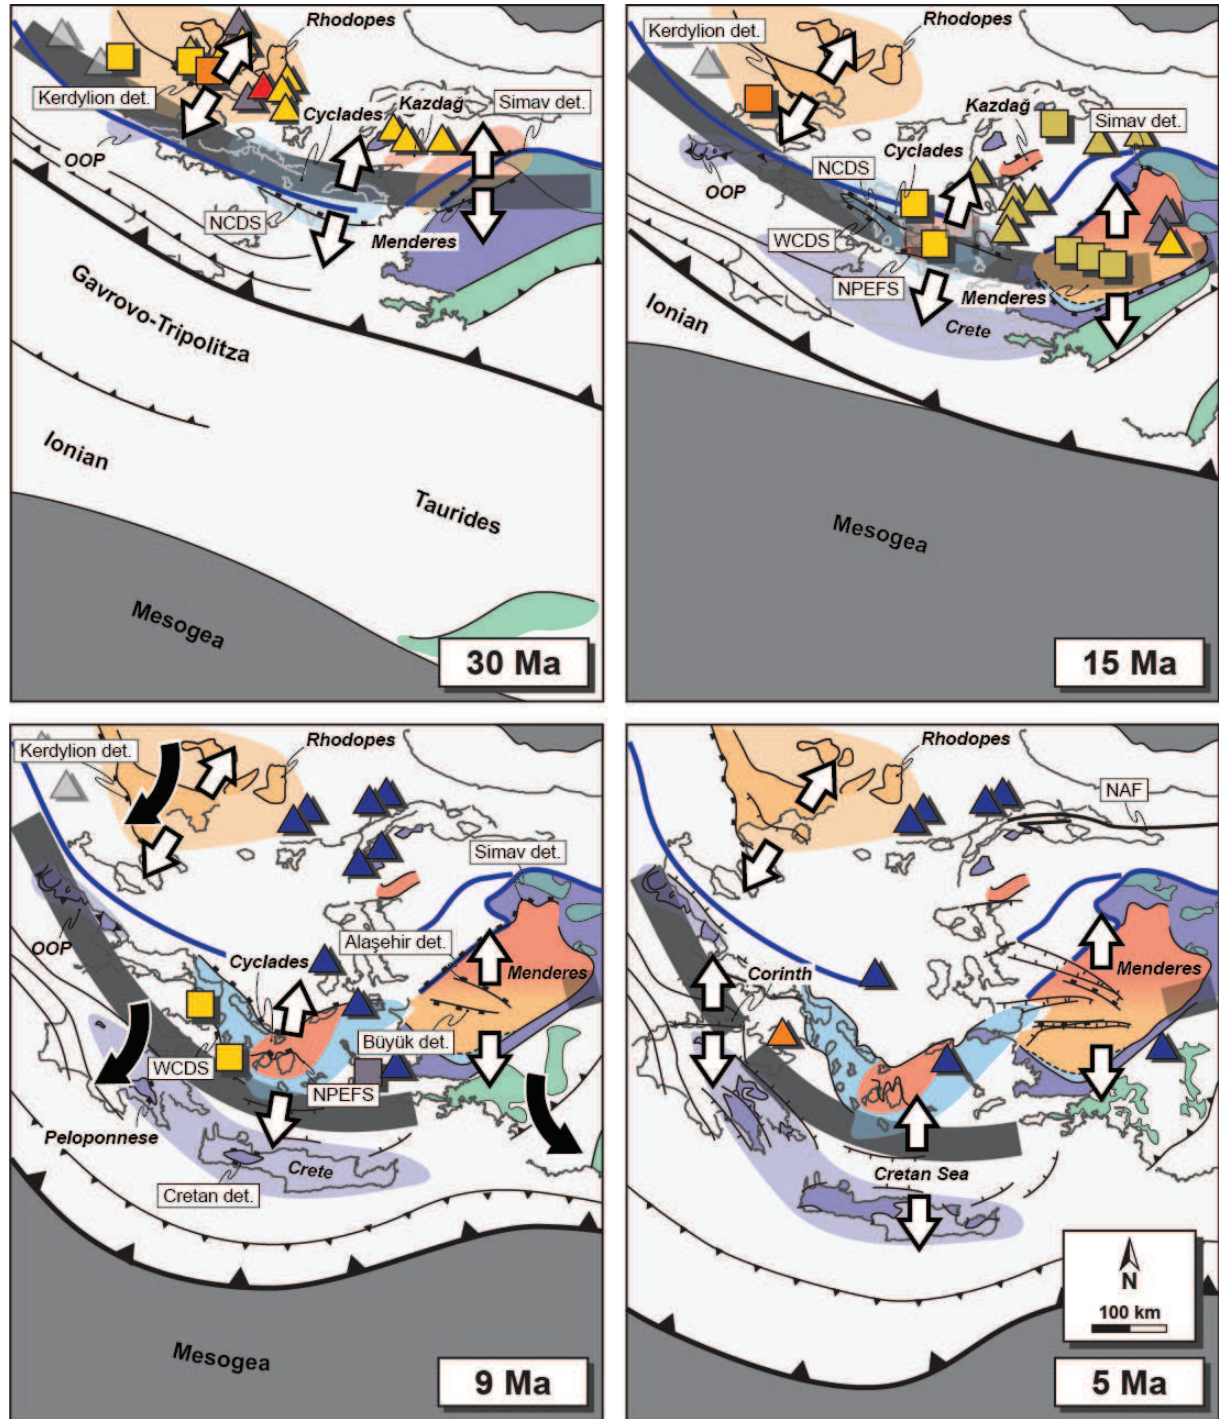 Rhodopes
Kerdylion det.
Cyclades
Kazdağ
Simav det.
OOP
NCDS
Menderes
Gavrovo-Tripolitza
Ionian
Taurides
Mesogea
30 Ma
Kerdylion det.
Rhodopes
Kazdağ
Simav det.
Cyclades
NCDS
OOP
WCDS
NPEFS
Menderes
Ionian
Crete
Mesogea
15 Ma
Kerdylion det.
Rhodopes
Simav det.
OOP
Cyclades
Alaşehir det.
Menderes
Büyük det.
WCDS
NPEFS
Peloponnese
Crete
Cretan det.
Mesogea
9 Ma
Rhodopes
NAF
Corinth
Menderes
Cretan Sea
N
100 km
5 Ma